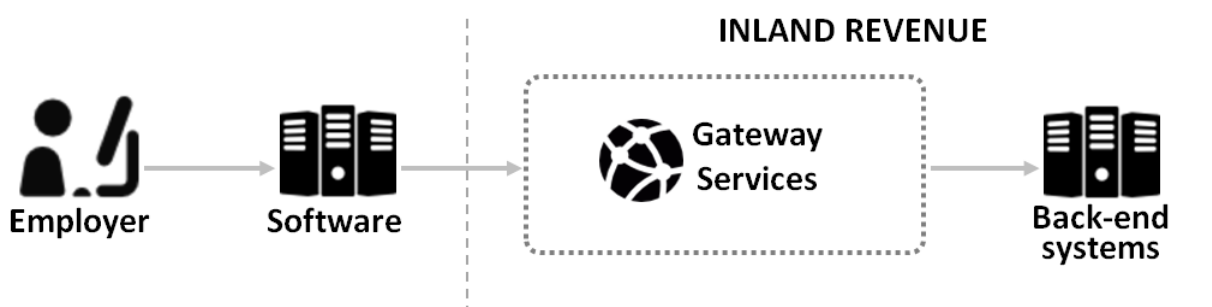 INLAND REVENUE
Gateway
Services
Employer
Software
Back-end
systems